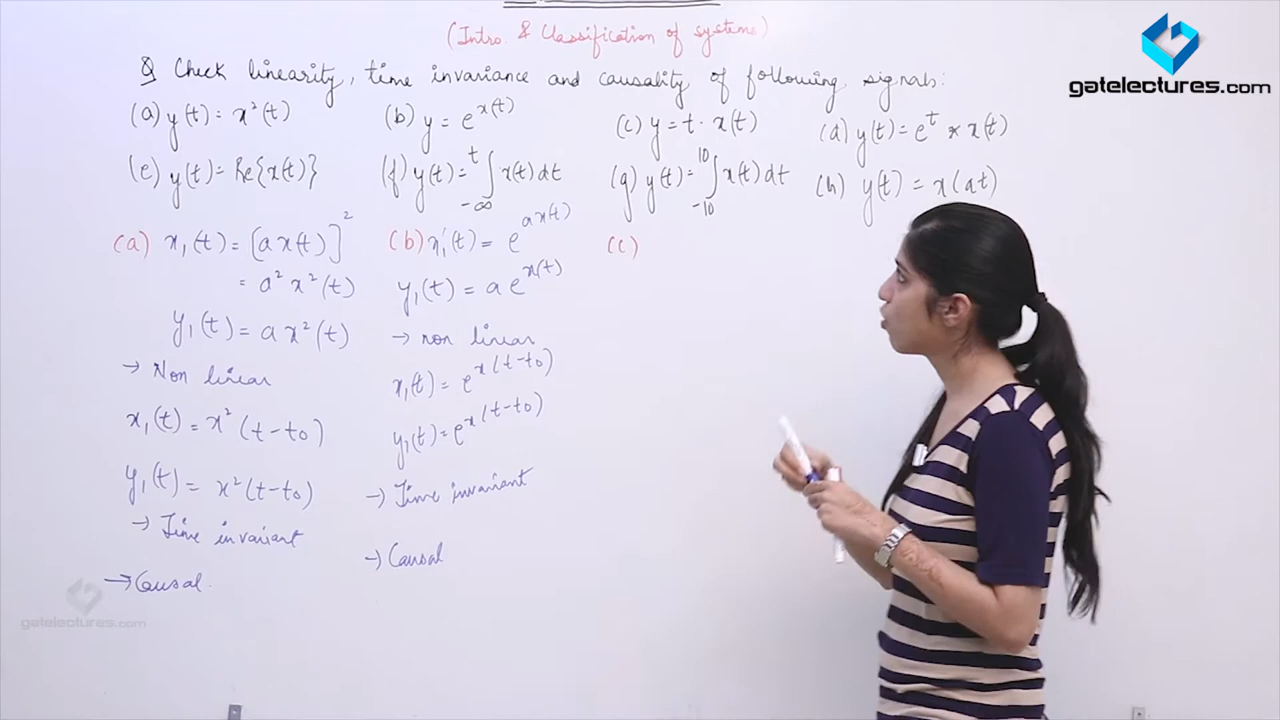 (Intro. & Classification of systems)
Q Check linearity, time invariance and causality of following signals:
(a) y(t) = x²(t) (b) y = e^x(t) (c) y = t · x(t) (d) y(t) = e^t * x(t)
(e) y(t) = Re{x(t)} (f) y(t) = ∫_{-∞}^{t} x(t) dt (g) y(t) = ∫_{-10}^{10} x(t) dt (h) y(t) = x(at)
(a) x₁(t) = [a x(t)]²
= a² x²(t)
y₁(t) = a x²(t)
→ Non linear
x₁(t) = x²(t-t₀)
y₁(t) = x²(t-t₀)
→ Time invariant
→ Causal.
(b) x₁(t) = e^{a x(t)}
y₁(t) = a e^{x(t)}
→ non linear
x₁(t) = e^{x(t-t₀)}
y₁(t) = e^{x(t-t₀)}
→ Time invariant
→ Causal
(c)
gatelectures.com
gatelectures.com